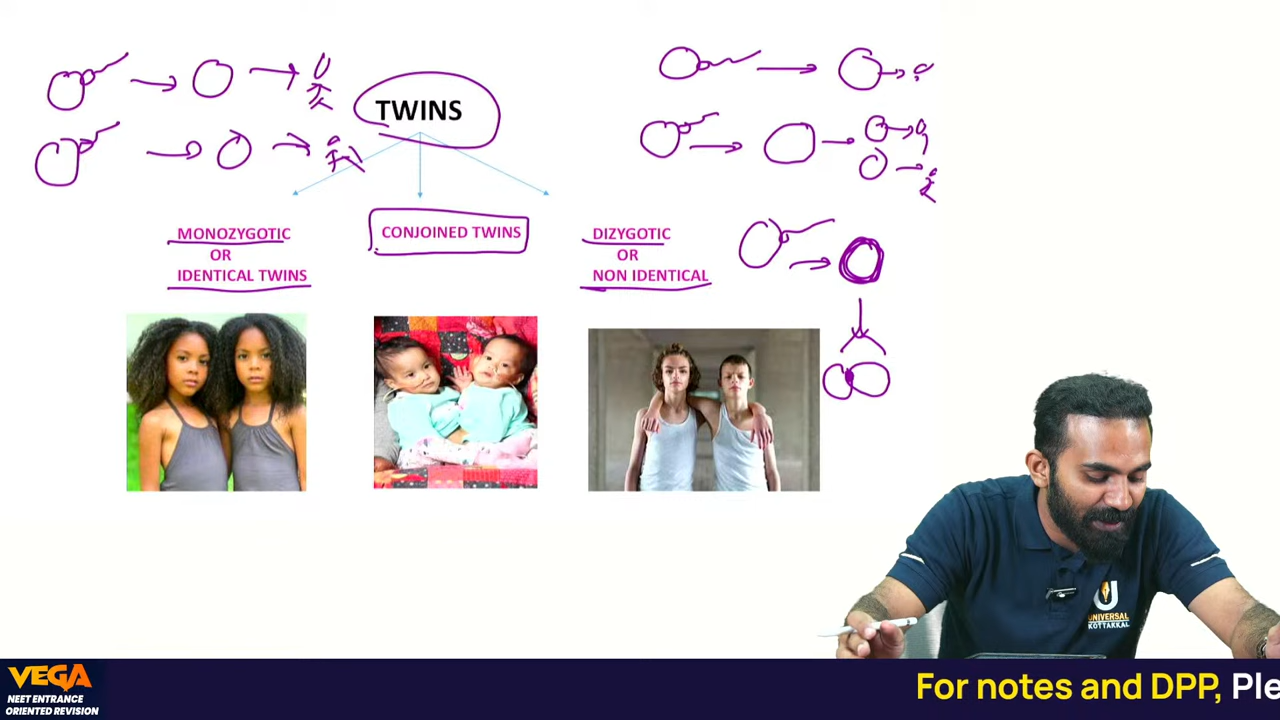 TWINS
MONOZYGOTIC
OR
IDENTICAL TWINS
CONJOINED TWINS
DIZYGOTIC
OR
NON IDENTICAL
U
UNIVERSAL
KOTTAKKAL
VEGA
NEET ENTRANCE
ORIENTED REVISION
For notes and DPP, Ple